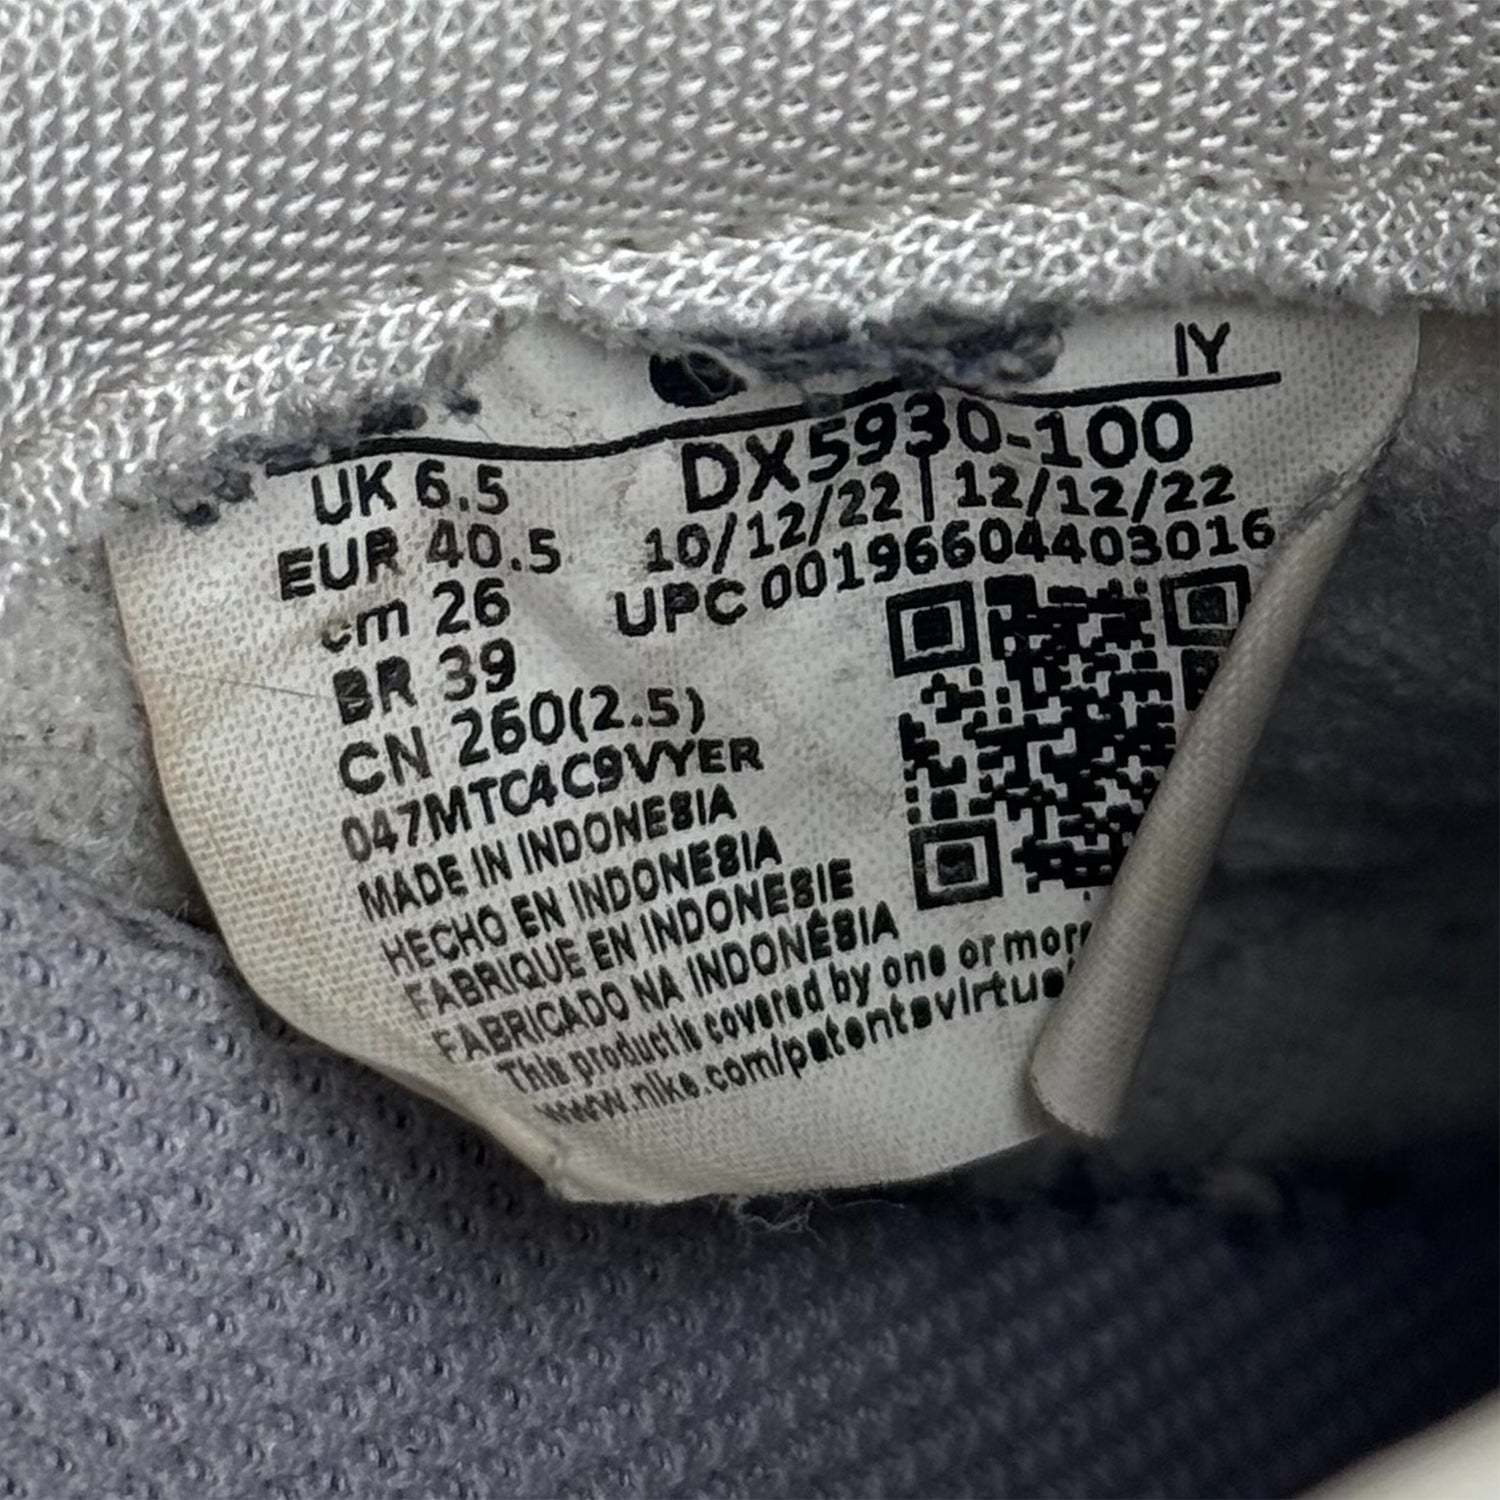 IY
DX5930-100
10/12/22 | 12/12/22
UPC 00196604403016
UK 6.5
EUR 40.5
cm 26
BR 39
CN 260(2.5)
047MTC4C9VYER
MADE IN INDONESIA
HECHO EN INDONESIA
FABRIQUE EN INDONESIE
FABRICADO NA INDONÉSIA
This product is covered by one or more
www.nike.com/patentsvirtua